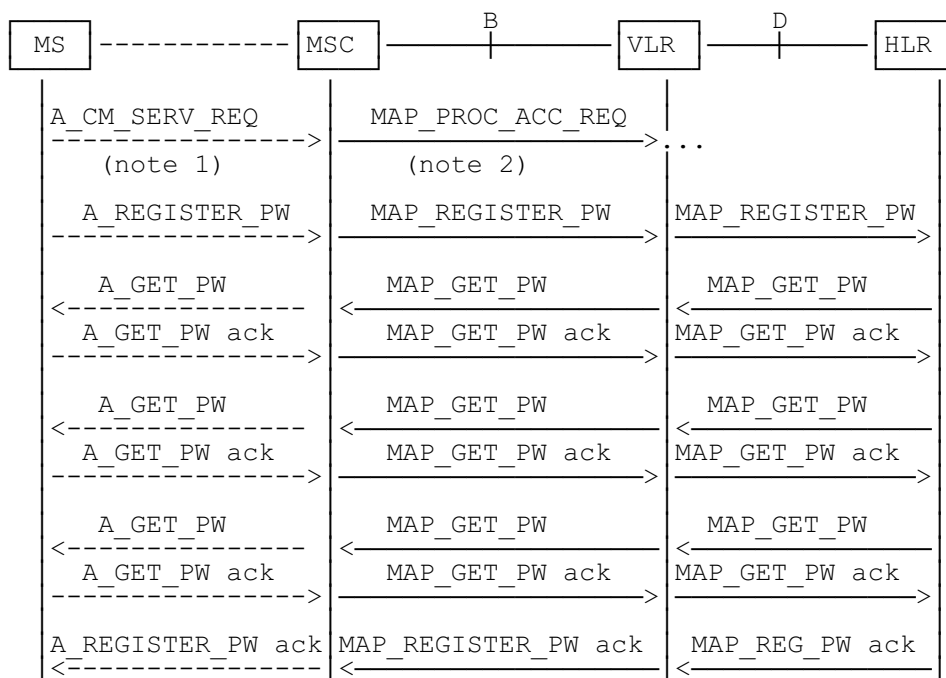 B D
MS MSC VLR HLR
A_CM_SERV_REQ MAP_PROC_ACC_REQ
...
(note 1) (note 2)
A_REGISTER_PW MAP_REGISTER_PW MAP_REGISTER_PW
A_GET_PW MAP_GET_PW MAP_GET_PW
A_GET_PW ack MAP_GET_PW ack MAP_GET_PW ack
A_GET_PW MAP_GET_PW MAP_GET_PW
A_GET_PW ack MAP_GET_PW ack MAP_GET_PW ack
A_GET_PW MAP_GET_PW MAP_GET_PW
A_GET_PW ack MAP_GET_PW ack MAP_GET_PW ack
A_REGISTER_PW ack MAP_REGISTER_PW ack MAP_REG_PW ack